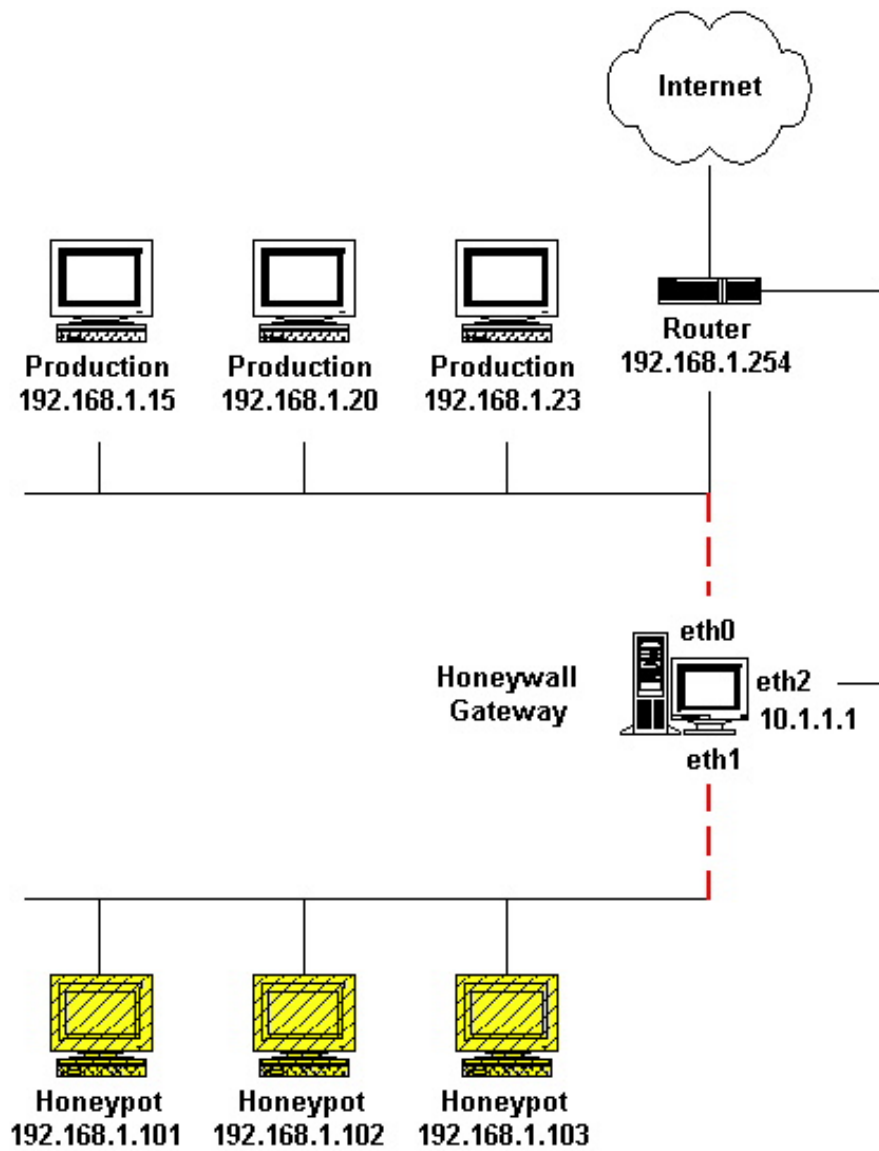 Internet
Router
192.168.1.254
Production
192.168.1.15
Production
192.168.1.20
Production
192.168.1.23
eth0
Honeywall
Gateway
eth2
10.1.1.1
eth1
Honeypot
192.168.1.101
Honeypot
192.168.1.102
Honeypot
192.168.1.103